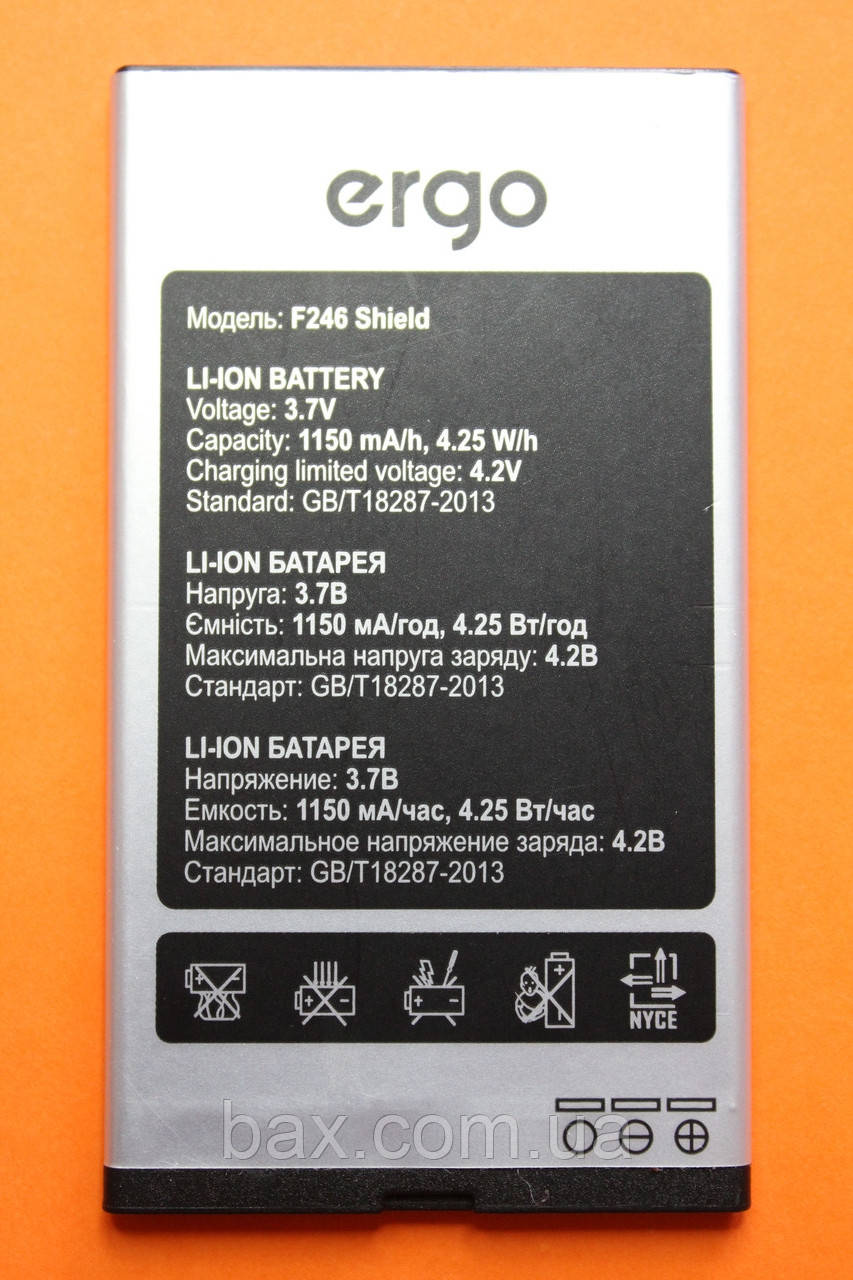 ergo
Модель: F246 Shield
LI-ION BATTERY
Voltage: 3.7V
Capacity: 1150 mA/h, 4.25 W/h
Charging limited voltage: 4.2V
Standard: GB/T18287-2013
LI-ION БАТАРЕЯ
Напруга: 3.7В
Ємність: 1150 мА/год, 4.25 Вт/год
Максимальна напруга заряду: 4.2В
Стандарт: GB/T18287-2013
LI-ION БАТАРЕЯ
Напряжение: 3.7В
Емкость: 1150 мА/час, 4.25 Вт/час
Максимальное напряжение заряда: 4.2В
Стандарт: GB/T18287-2013
NYCE
bax.com.ua